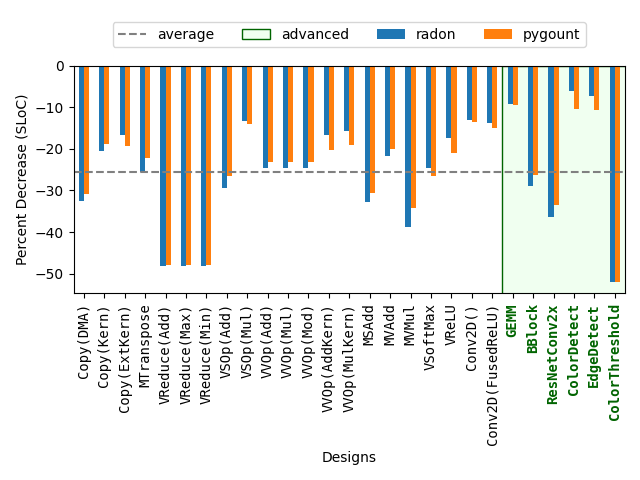 average advanced radon pygount
Percent Decrease (SLoC)
0
−10
−20
−30
−40
−50
Copy(DMA)
Copy(Kern)
Copy(ExtKern)
MTranspose
VReduce(Add)
VReduce(Max)
VReduce(Min)
VSOp(Add)
VSOp(Mul)
VVOp(Add)
VVOp(Mul)
VVOp(Mod)
VVOp(AddKern)
VVOp(MulKern)
MSAdd
MVAdd
MVMul
VSoftMax
VReLU
Conv2D()
Conv2D(FusedReLU)
GEMM
BBlock
ResNetConv2x
ColorDetect
EdgeDetect
ColorThreshold
Designs